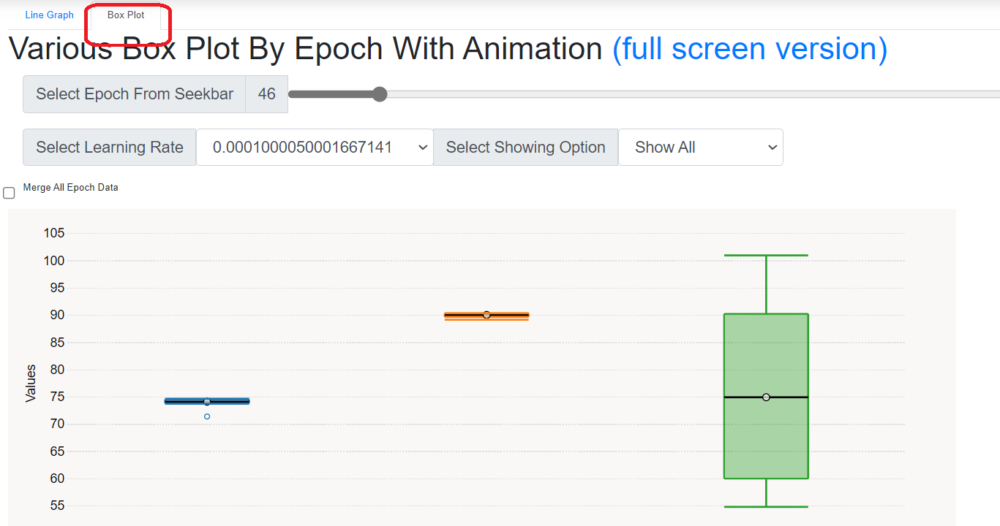 Line Graph Box Plot
Various Box Plot By Epoch With Animation (full screen version)
Select Epoch From Seekbar 46
Select Learning Rate 0.0001000050001667141 Select Showing Option Show All
Merge All Epoch Data
105
100
95
90
85
80
75
70
65
60
55
Values